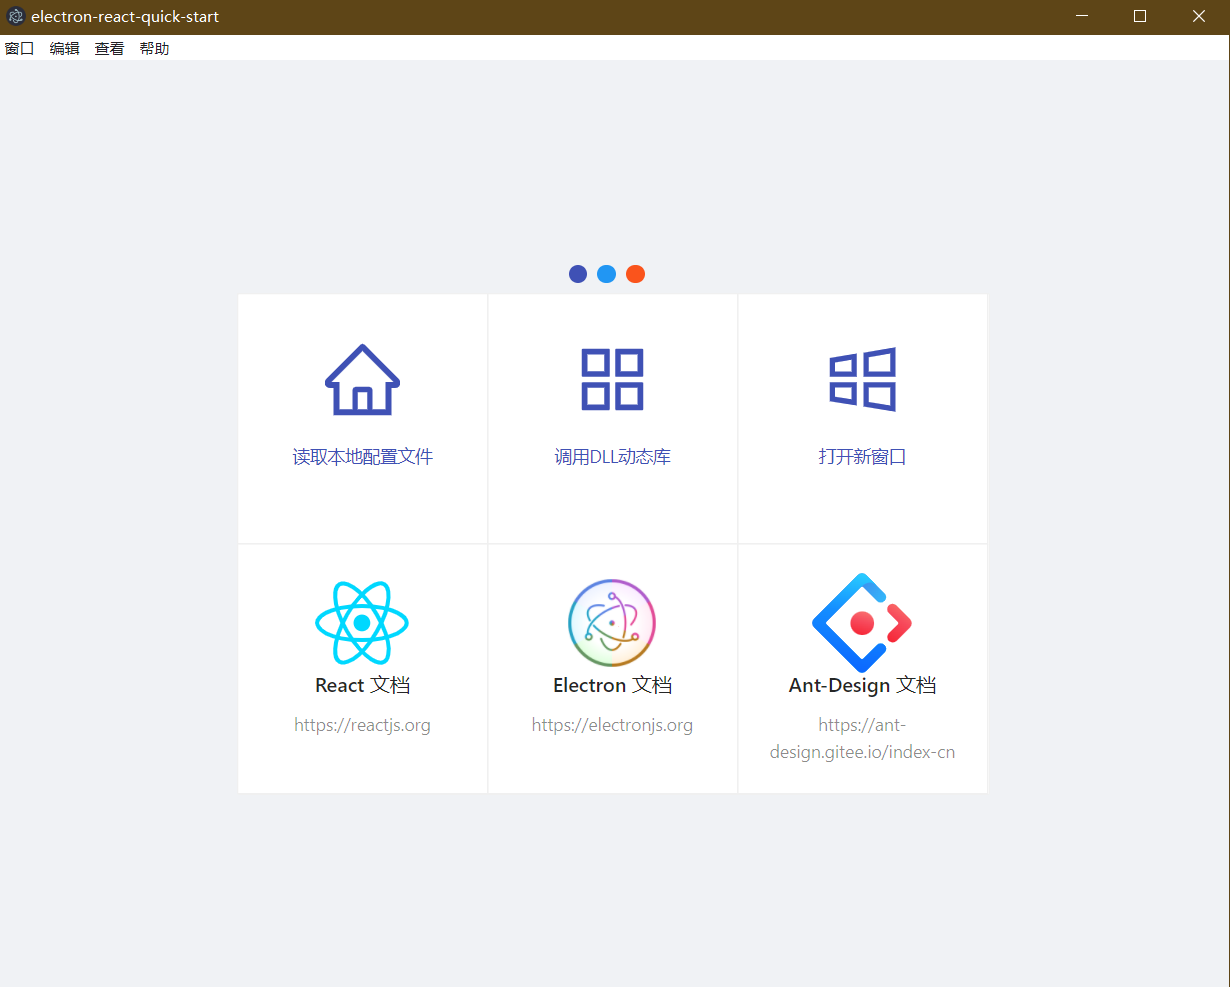 electron-react-quick-start
窗口 编辑 查看 帮助
读取本地配置文件
调用DLL动态库
打开新窗口
React 文档
https://reactjs.org
Electron 文档
https://electronjs.org
Ant-Design 文档
https://ant-
design.gitee.io/index-cn